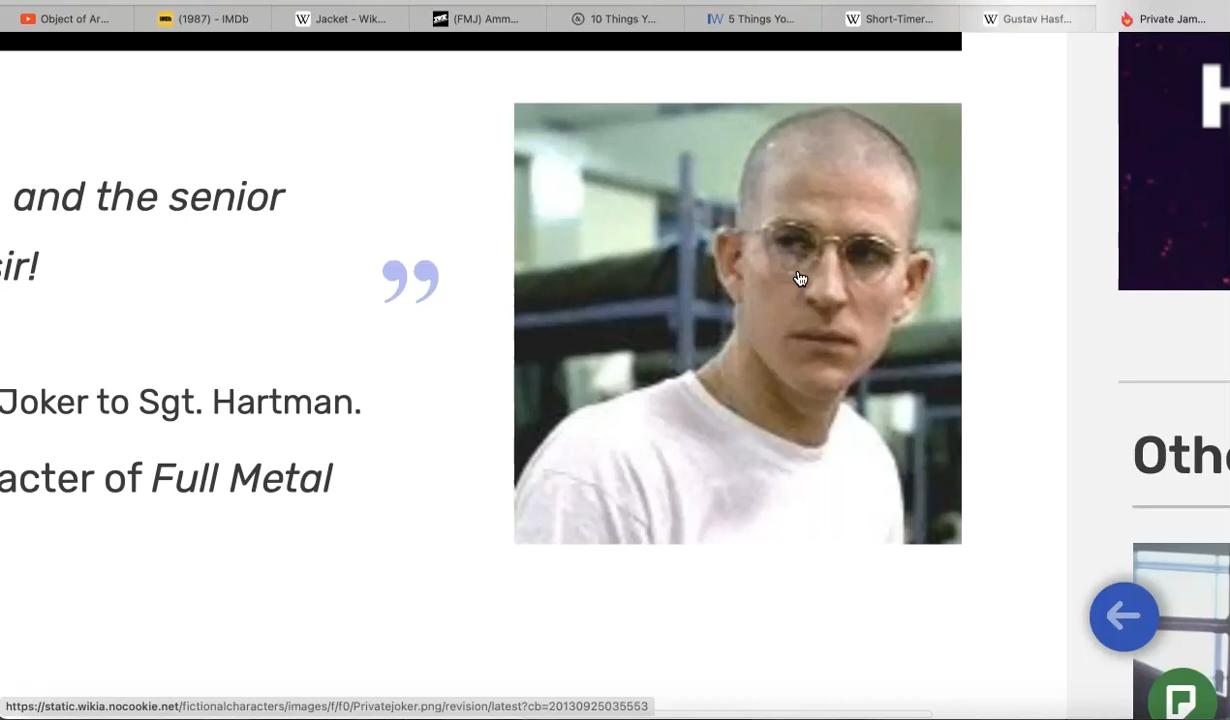 Object of Ar...
(1987) - IMDb
Jacket - Wik...
(FMJ) Amm...
10 Things Y...
5 Things Yo...
Short-Timer...
Gustav Hasf...
Private Jam...
H
and the senior
sir!
”
Joker to Sgt. Hartman.
acter of Full Metal
Oth
https://static.wikia.nocookie.net/fictionalcharacters/images/f/f0/Privatejoker.png/revision/latest?cb=20130925035553